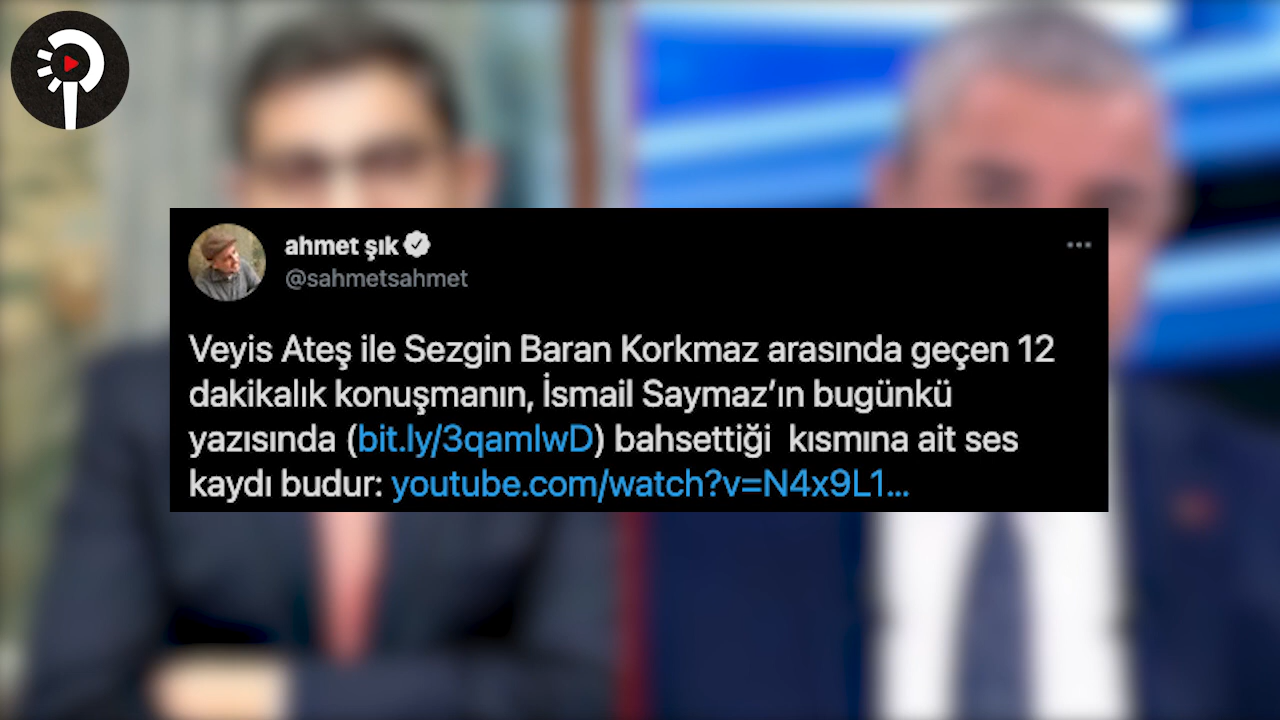 ahmet şık
@sahmetsahmet
Veyis Ateş ile Sezgin Baran Korkmaz arasında geçen 12
dakikalık konuşmanın, İsmail Saymaz’ın bugünkü
yazısında (bit.ly/3qamlwD) bahsettiği  kısmına ait ses
kaydı budur: youtube.com/watch?v=N4x9L1...